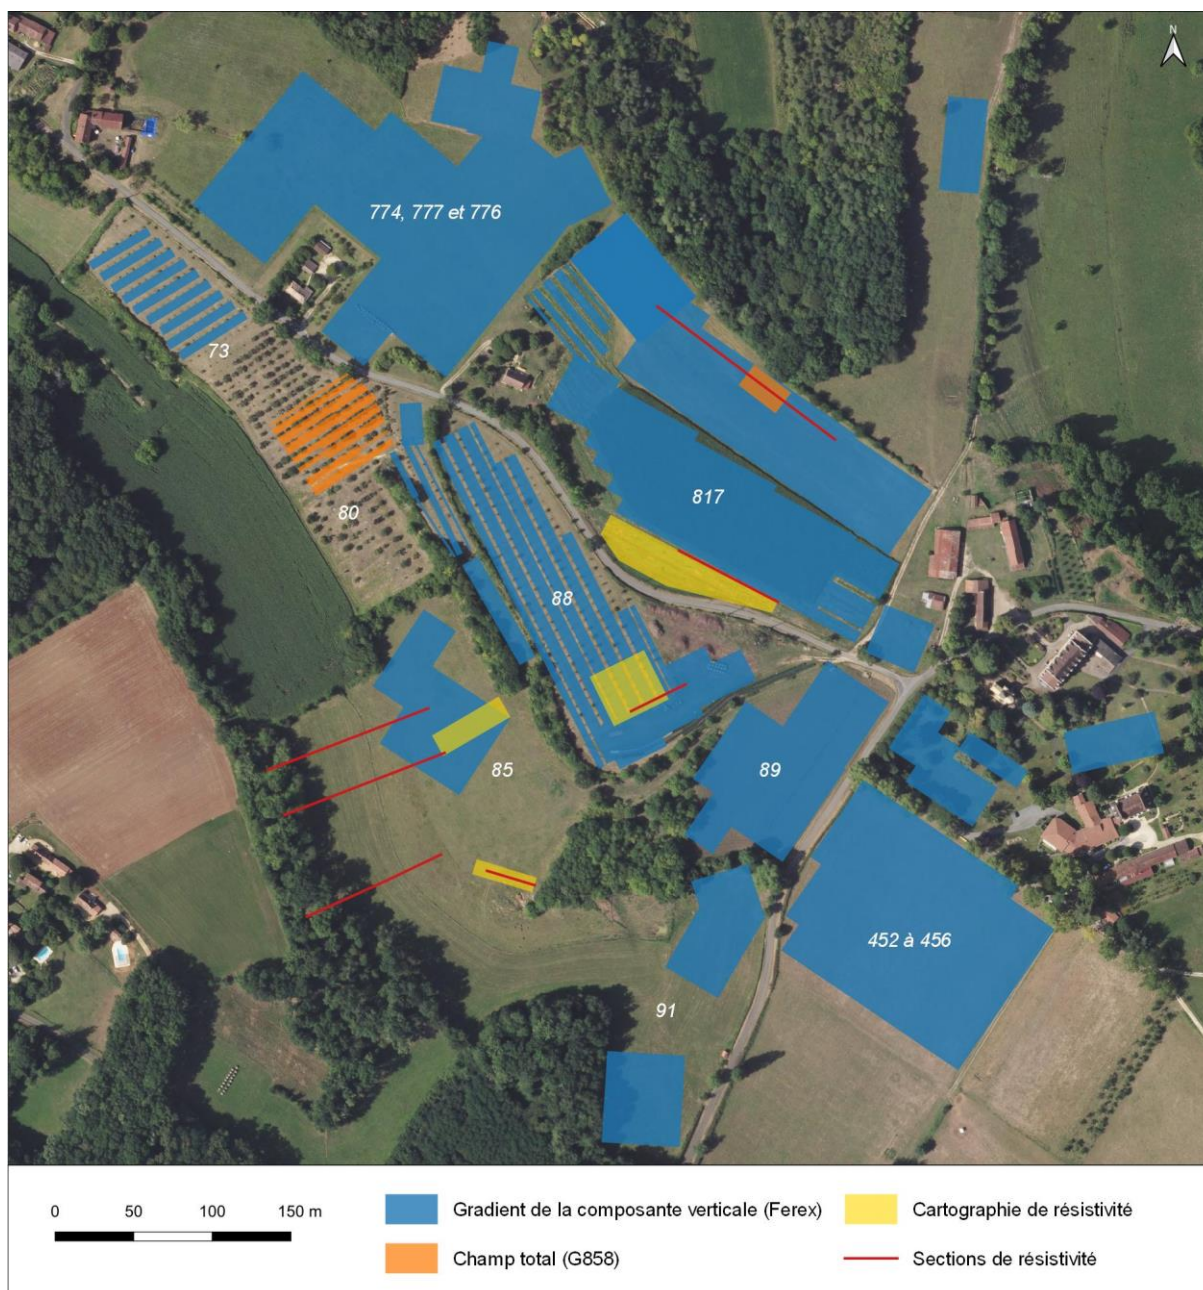 N
774, 777 et 776
73
80
817
88
85
89
452 à 456
91
0 50 100 150 m
Gradient de la composante verticale (Ferex)
Cartographie de résistivité
Champ total (G858)
Sections de résistivité